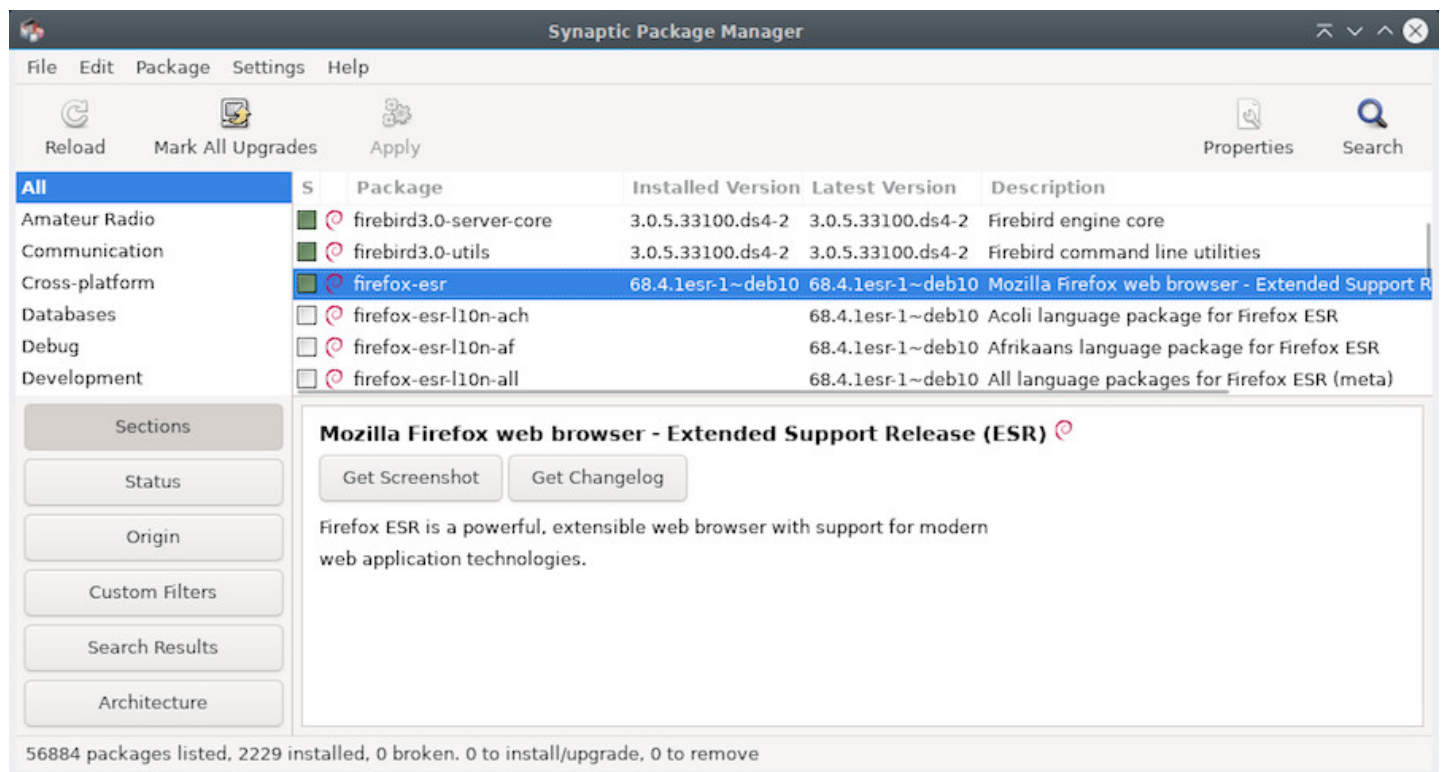 Synaptic Package Manager
File Edit Package Settings Help
Reload Mark All Upgrades Apply Properties Search
All
Amateur Radio
Communication
Cross-platform
Databases
Debug
Development
S Package Installed Version Latest Version Description
firebird3.0-server-core 3.0.5.33100.ds4-2 3.0.5.33100.ds4-2 Firebird engine core
firebird3.0-utils 3.0.5.33100.ds4-2 3.0.5.33100.ds4-2 Firebird command line utilities
firefox-esr 68.4.1esr-1~deb10 68.4.1esr-1~deb10 Mozilla Firefox web browser - Extended Support R
firefox-esr-l10n-ach 68.4.1esr-1~deb10 Acoli language package for Firefox ESR
firefox-esr-l10n-af 68.4.1esr-1~deb10 Afrikaans language package for Firefox ESR
firefox-esr-l10n-all 68.4.1esr-1~deb10 All language packages for Firefox ESR (meta)
Sections
Status
Origin
Custom Filters
Search Results
Architecture
Mozilla Firefox web browser - Extended Support Release (ESR)
Get Screenshot Get Changelog
Firefox ESR is a powerful, extensible web browser with support for modern
web application technologies.
56884 packages listed, 2229 installed, 0 broken. 0 to install/upgrade, 0 to remove